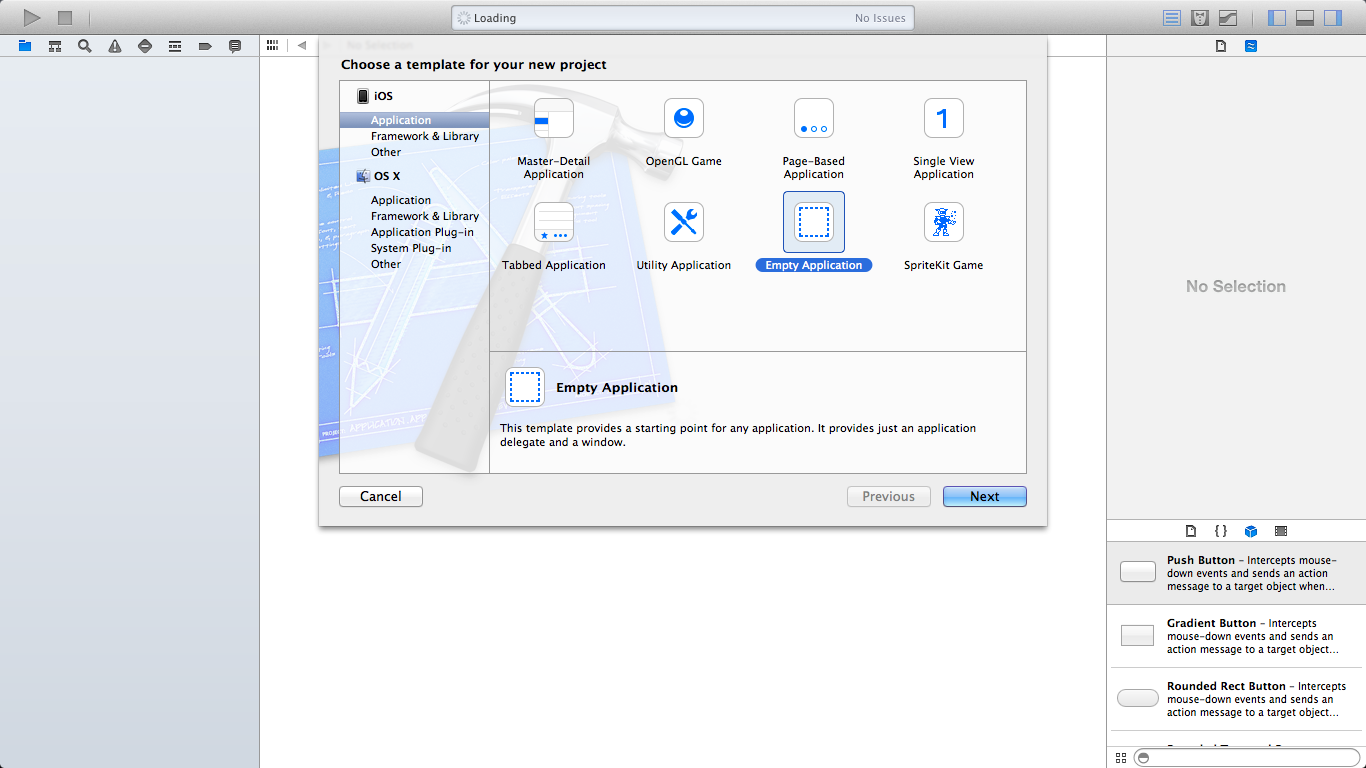 Loading
No Issues
No Selection
Choose a template for your new project
iOS
Application
Framework & Library
Other
OS X
Application
Framework & Library
Application Plug-in
System Plug-in
Other
Master-Detail
Application
OpenGL Game
Page-Based
Application
1
Single View
Application
Tabbed Application
Utility Application
Empty Application
SpriteKit Game
Empty Application
This template provides a starting point for any application. It provides just an application
delegate and a window.
Cancel
Previous
Next
No Selection
{ }
Push Button - Intercepts mouse-
down events and sends an action
message to a target object when...
Gradient Button - Intercepts
mouse-down events and sends an
action message to a target object...
Rounded Rect Button - Intercepts
mouse-down events and sends an
action message to a target object...